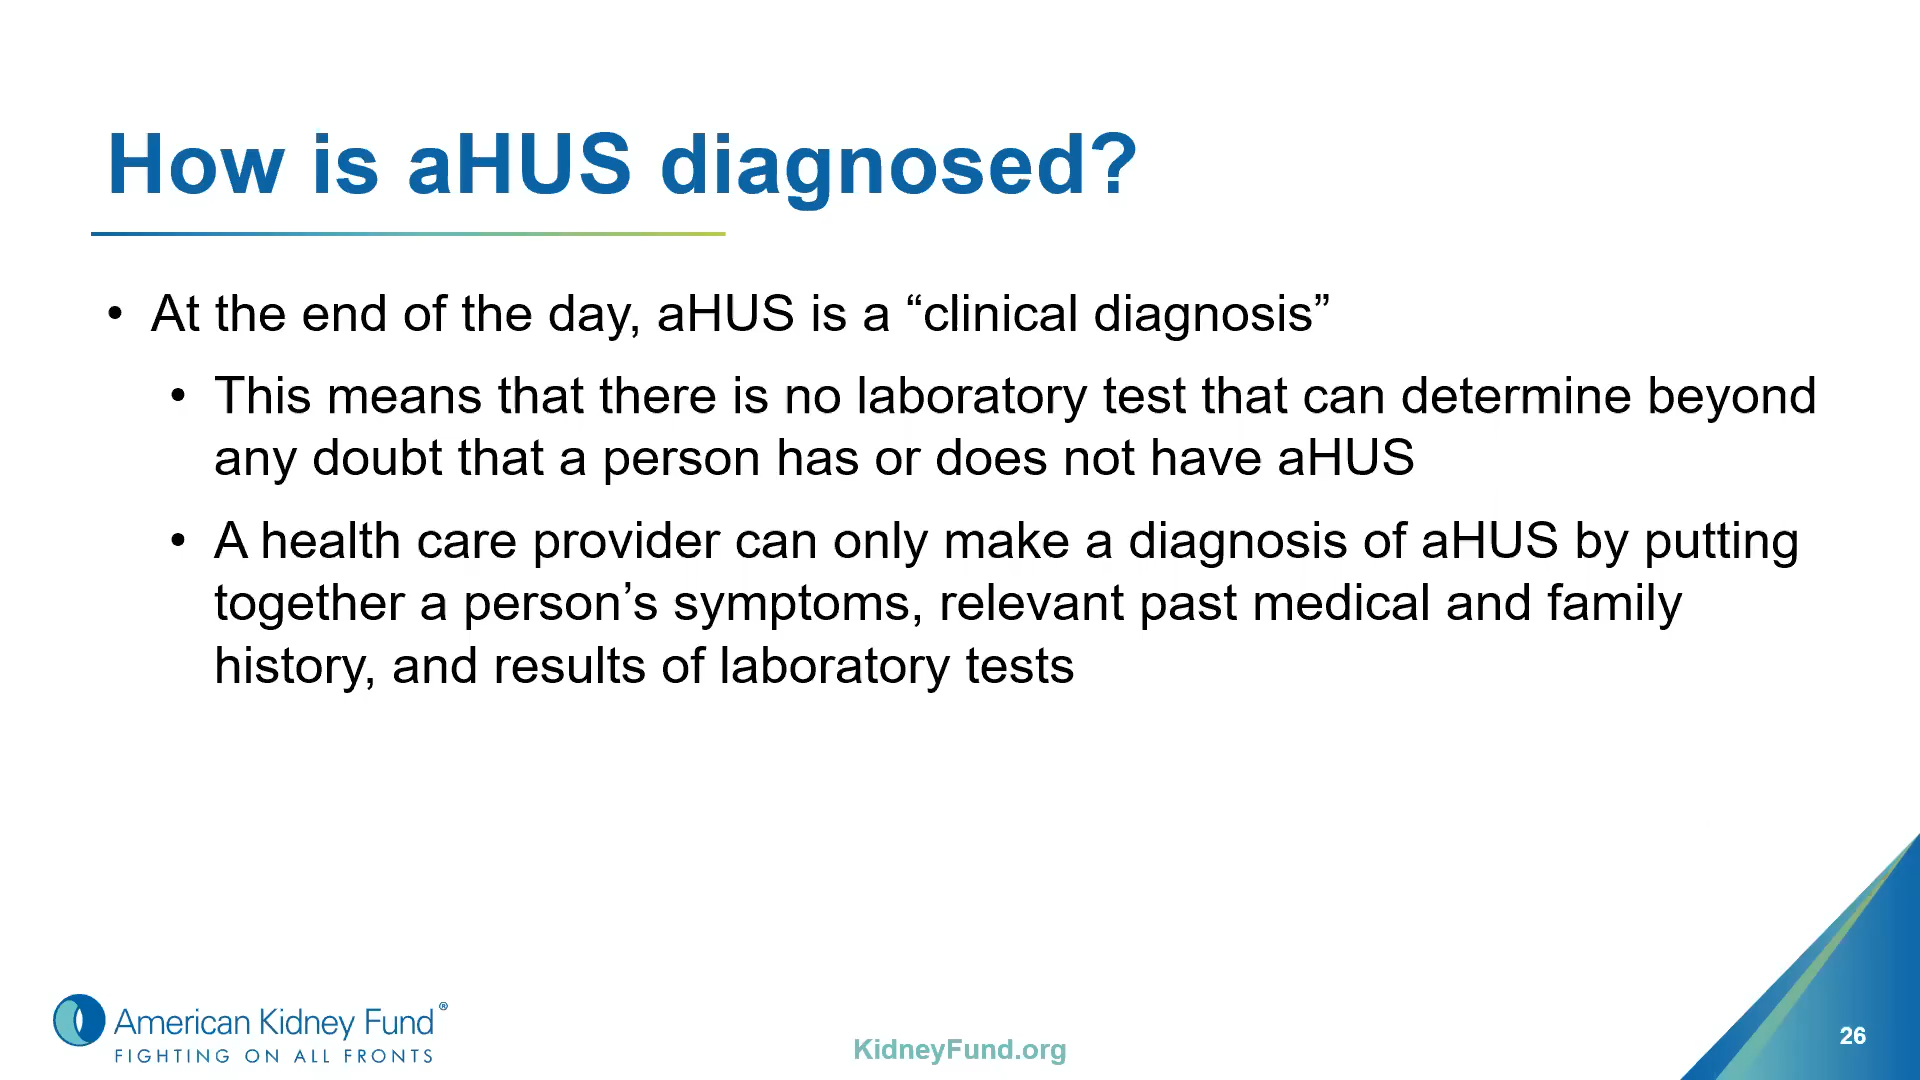 How is aHUS diagnosed?
• At the end of the day, aHUS is a “clinical diagnosis”
• This means that there is no laboratory test that can determine beyond
any doubt that a person has or does not have aHUS
• A health care provider can only make a diagnosis of aHUS by putting
together a person’s symptoms, relevant past medical and family
history, and results of laboratory tests
American Kidney Fund®
FIGHTING ON ALL FRONTS
KidneyFund.org
26